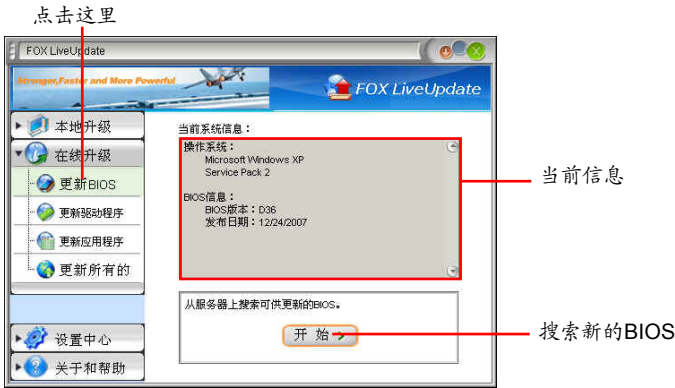 点击这里
FOX LiveUpdate
Stronger,Faster and More Powerful
FOX LiveUpdate
本地升级
在线升级
更新BIOS
更新驱动程序
更新应用程序
更新所有的
设置中心
关于和帮助
当前系统信息：
操作系统：
Microsoft Windows XP
Service Pack 2
BIOS信息：
BIOS版本：D36
发布日期：12/24/2007
当前信息
从服务器上搜索可供更新的BIOS。
开 始
搜索新的BIOS